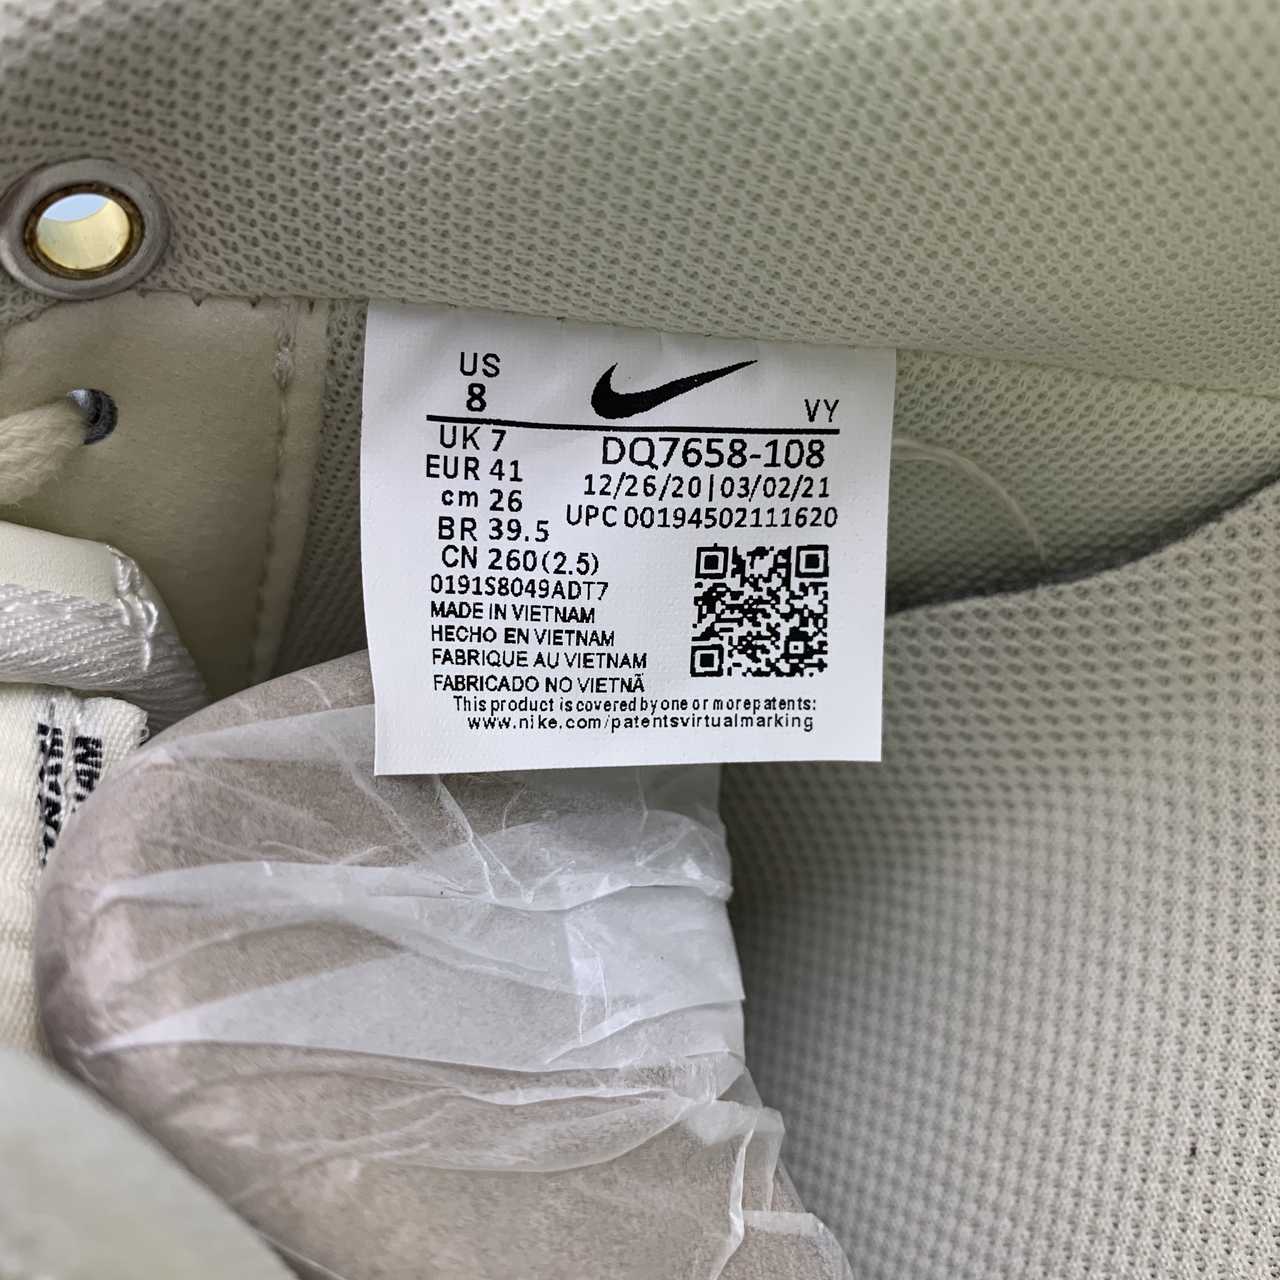 US
8
VY
UK 7
EUR 41
cm 26
BR 39.5
CN 260(2.5)
DQ7658-108
12/26/20|03/02/21
UPC 00194502111620
0191S8049ADT7
MADE IN VIETNAM
HECHO EN VIETNAM
FABRIQUE AU VIETNAM
FABRICADO NO VIETNÃ
This product is covered by one or more patents:
www.nike.com/patentsvirtualmarking